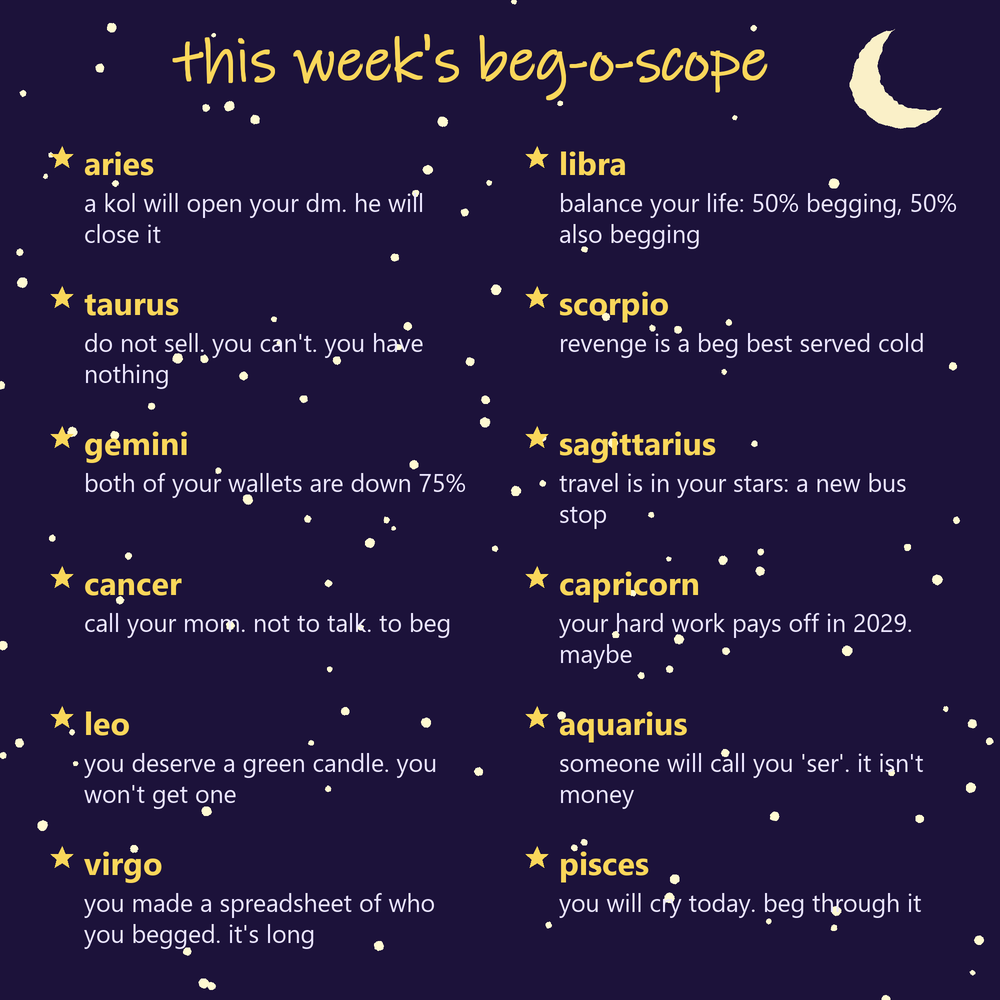 this week's beg-o-scope
aries
a kol will open your dm. he will
close it
taurus
do not sell. you can't. you have
nothing
gemini
both of your wallets are down 75%
cancer
call your mom. not to talk. to beg
leo
you deserve a green candle. you
won't get one
virgo
you made a spreadsheet of who
you begged. it's long
libra
balance your life: 50% begging, 50%
also begging
scorpio
revenge is a beg best served cold
sagittarius
travel is in your stars: a new bus
stop
capricorn
your hard work pays off in 2029.
maybe
aquarius
someone will call you 'ser'. it isn't
money
pisces
you will cry today. beg through it